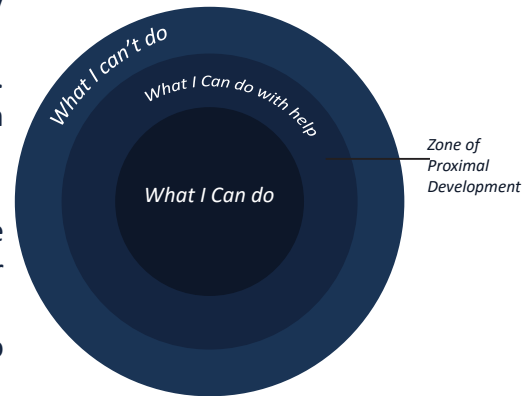 What I can't do
What I Can do with help
What I Can do
Zone of
Proximal
Development